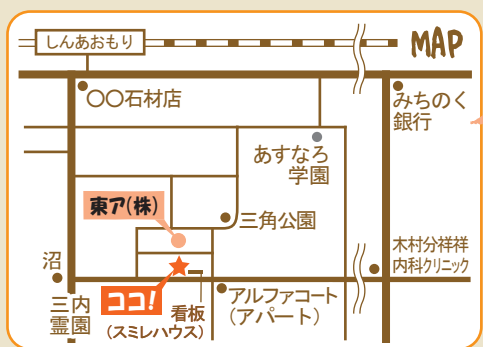 しんあおもり
MAP
〇〇石材店
みちのく
銀行
あすなろ
学園
東ア(株)
三角公園
沼
木村分祥祥
内科クリニック
ココ!
三内
霊園
看板
(スミレハウス)
アルファコート
(アパート)